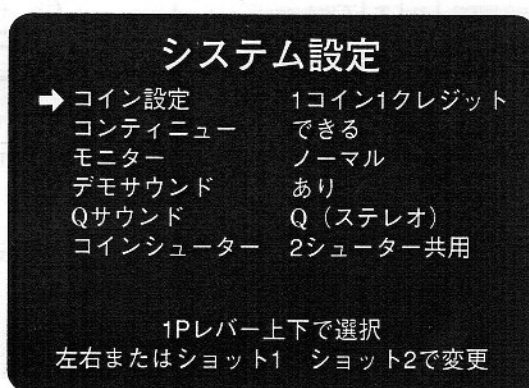 システム設定
➡ コイン設定 1コイン1クレジット
コンティニュー できる
モニター ノーマル
デモサウンド あり
Qサウンド Q（ステレオ）
コインシューター 2シューター共用
1Pレバー上下で選択
左右またはショット1 ショット2で変更